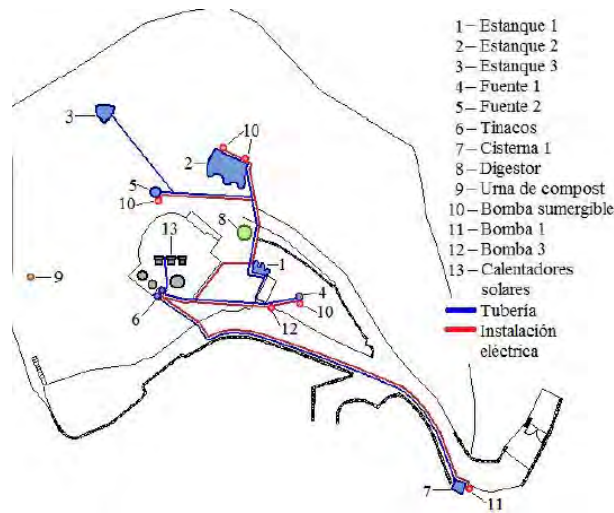 1 – Estanque 1
2 – Estanque 2
3 – Estanque 3
4 – Fuente 1
5 – Fuente 2
6 – Tinacos
7 – Cisterna 1
8 – Digestor
9 – Urna de compost
10 – Bomba sumergible
11 – Bomba 1
12 – Bomba 3
13 – Calentadores
solares
Tubería
Instalación
eléctrica
3
10
2
5
10
8
13
9
1
4
6
12
10
7
11